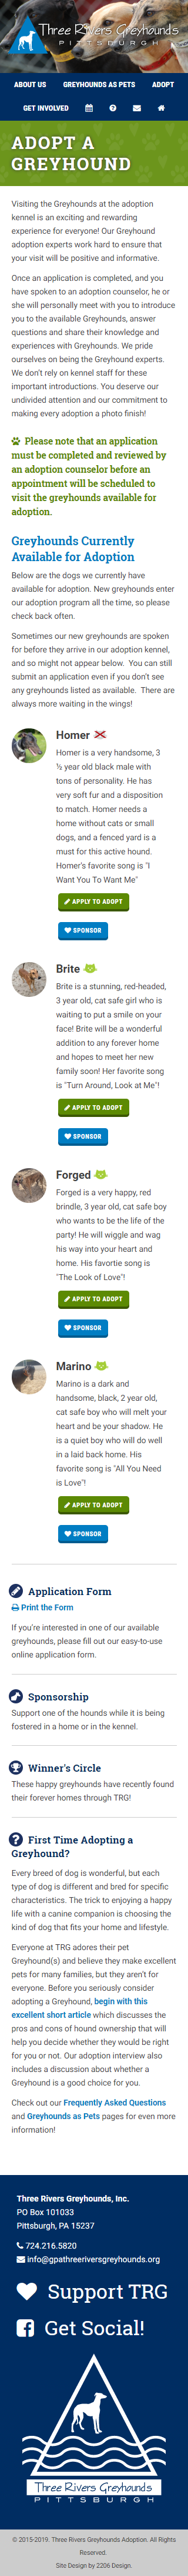 Three Rivers Greyhounds
PITTSBURGH
ABOUT US GREYHOUNDS AS PETS ADOPT
GET INVOLVED
ADOPT A
GREYHOUND
Visiting the Greyhounds at the adoption
kennel is an exciting and rewarding
experience for everyone! Our Greyhound
adoption experts work hard to ensure that
your visit will be positive and informative.
Once an application is completed, and you
have spoken to an adoption counselor, he or
she will personally meet with you to introduce
you to the available Greyhounds, answer
questions and share their knowledge and
experiences with Greyhounds. We pride
ourselves on being the Greyhound experts.
We don't rely on kennel staff for these
important introductions. You deserve our
undivided attention and our commitment to
making every adoption a photo finish!
Please note that an application
must be completed and reviewed by
an adoption counselor before an
appointment will be scheduled to
visit the greyhounds available for
adoption.
Greyhounds Currently
Available for Adoption
Below are the dogs we currently have
available for adoption. New greyhounds enter
our adoption program all the time, so please
check back often.
Sometimes our new greyhounds are spoken
for before they arrive in our adoption kennel,
and so might not appear below. You can still
submit an application even if you don't see
any greyhounds listed as available. There are
always more waiting in the wings!
Homer
Homer is a very handsome, 3
½ year old black male with
tons of personality. He has
very soft fur and a disposition
to match. Homer needs a
home without cats or small
dogs, and a fenced yard is a
must for this active hound.
Homer's favorite song is "I
Want You To Want Me"
APPLY TO ADOPT
SPONSOR
Brite
Brite is a stunning, red-headed,
3 year old, cat safe girl who is
waiting to put a smile on your
face! Brite will be a wonderful
addition to any forever home
and hopes to meet her new
family soon! Her favorite song
is "Turn Around, Look at Me"!
APPLY TO ADOPT
SPONSOR
Forged
Forged is a very happy, red
brindle, 3 year old, cat safe boy
who wants to be the life of the
party! He will wiggle and wag
his way into your heart and
home. His favortie song is
"The Look of Love"!
APPLY TO ADOPT
SPONSOR
Marino
Marino is a dark and
handsome, black, 2 year old,
cat safe boy who will melt your
heart and be your shadow. He
is a quiet boy who will do well
in a laid back home. His
favorite song is "All You Need
is Love"!
APPLY TO ADOPT
SPONSOR
Application Form
Print the Form
If you're interested in one of our available
greyhounds, please fill out our easy-to-use
online application form.
Sponsorship
Support one of the hounds while it is being
fostered in a home or in the kennel.
Winner's Circle
These happy greyhounds have recently found
their forever homes through TRG!
First Time Adopting a
Greyhound?
Every breed of dog is wonderful, but each
type of dog is different and bred for specific
characteristics. The trick to enjoying a happy
life with a canine companion is choosing the
kind of dog that fits your home and lifestyle.
Everyone at TRG adores their pet
Greyhound(s) and believe they make excellent
pets for many families, but they aren't for
everyone. Before you seriously consider
adopting a Greyhound, begin with this
excellent short article which discusses the
pros and cons of hound ownership that will
help you decide whether they would be right
for you or not. Our adoption interview also
includes a discussion about whether a
Greyhound is a good choice for you.
Check out our Frequently Asked Questions
and Greyhounds as Pets pages for even more
information!
Three Rivers Greyhounds, Inc.
PO Box 101033
Pittsburgh, PA 15237
724.216.5820
info@gpathreeriversgreyhounds.org
Support TRG
Get Social!
Three Rivers Greyhounds
PITTSBURGH
© 2015-2019. Three Rivers Greyhounds Adoption. All Rights
Reserved.
Site Design by 2206 Design.